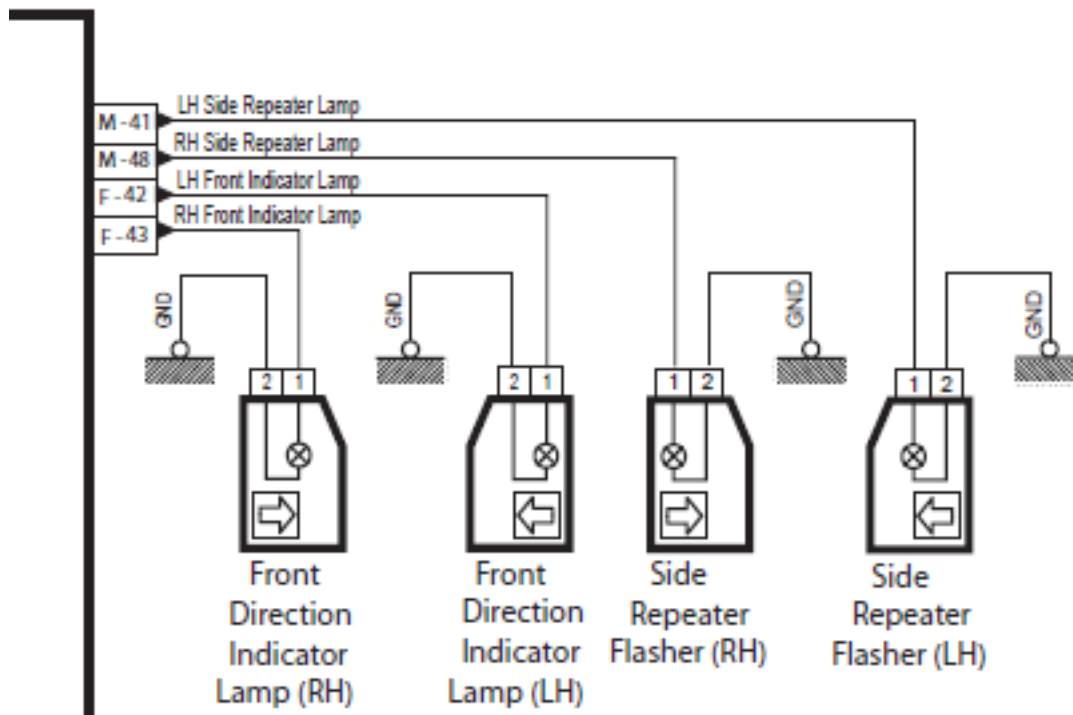 M-41
LH Side Repeater Lamp
M-48
RH Side Repeater Lamp
F-42
LH Front Indicator Lamp
F-43
RH Front Indicator Lamp
GND
GND
GND
GND
2 1
2 1
1 2
1 2
Front
Direction
Indicator
Lamp (RH)
Front
Direction
Indicator
Lamp (LH)
Side
Repeater
Flasher (RH)
Side
Repeater
Flasher (LH)